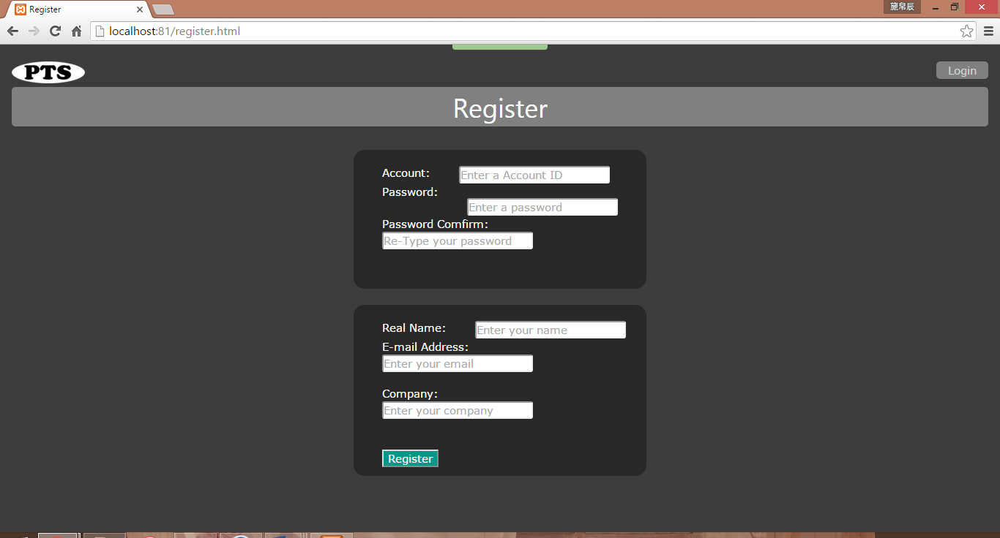 Register
施帛辰
localhost:81/register.html
PTS
Login
Register
Account: Enter a Account ID
Password:
Enter a password
Password Comfirm:
Re-Type your password
Real Name: Enter your name
E-mail Address:
Enter your email
Company:
Enter your company
Register